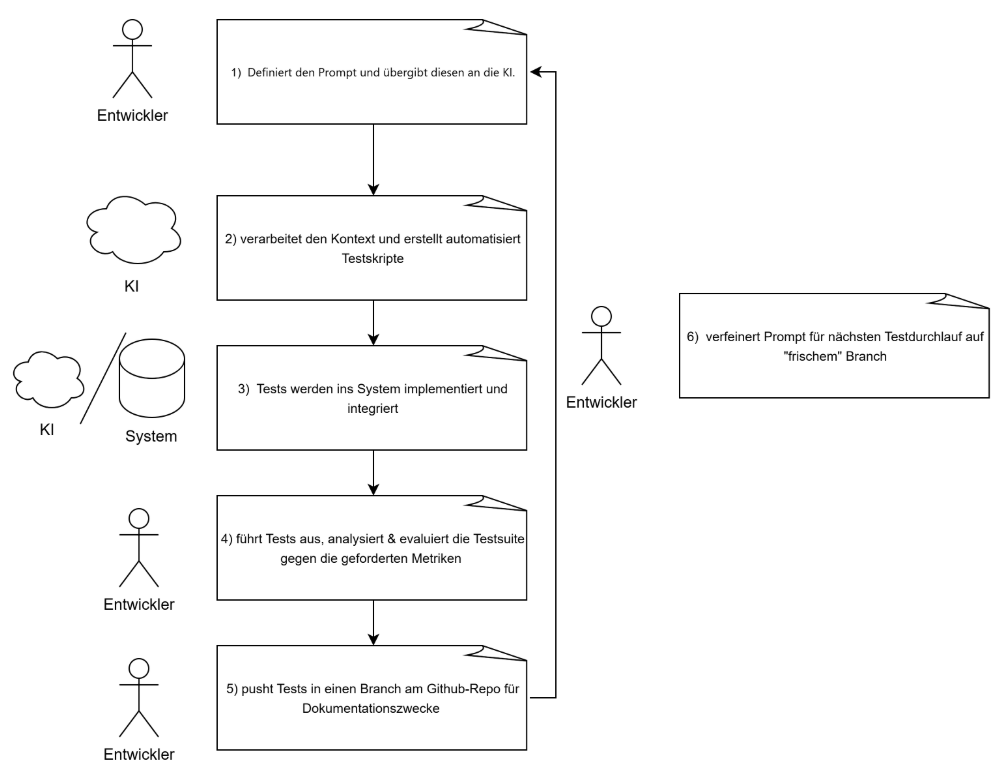 1)  Definiert den Prompt und übergibt diesen an die KI.
Entwickler
2) verarbeitet den Kontext und erstellt automatisiert
Testskripte
KI
3)  Tests werden ins System implementiert und
integriert
KI
System
6)  verfeinert Prompt für nächsten Testdurchlauf auf
"frischem" Branch
Entwickler
4) führt Tests aus, analysiert & evaluiert die Testsuite
gegen die geforderten Metriken
Entwickler
5) pusht Tests in einen Branch am Github-Repo für
Dokumentationszwecke
Entwickler